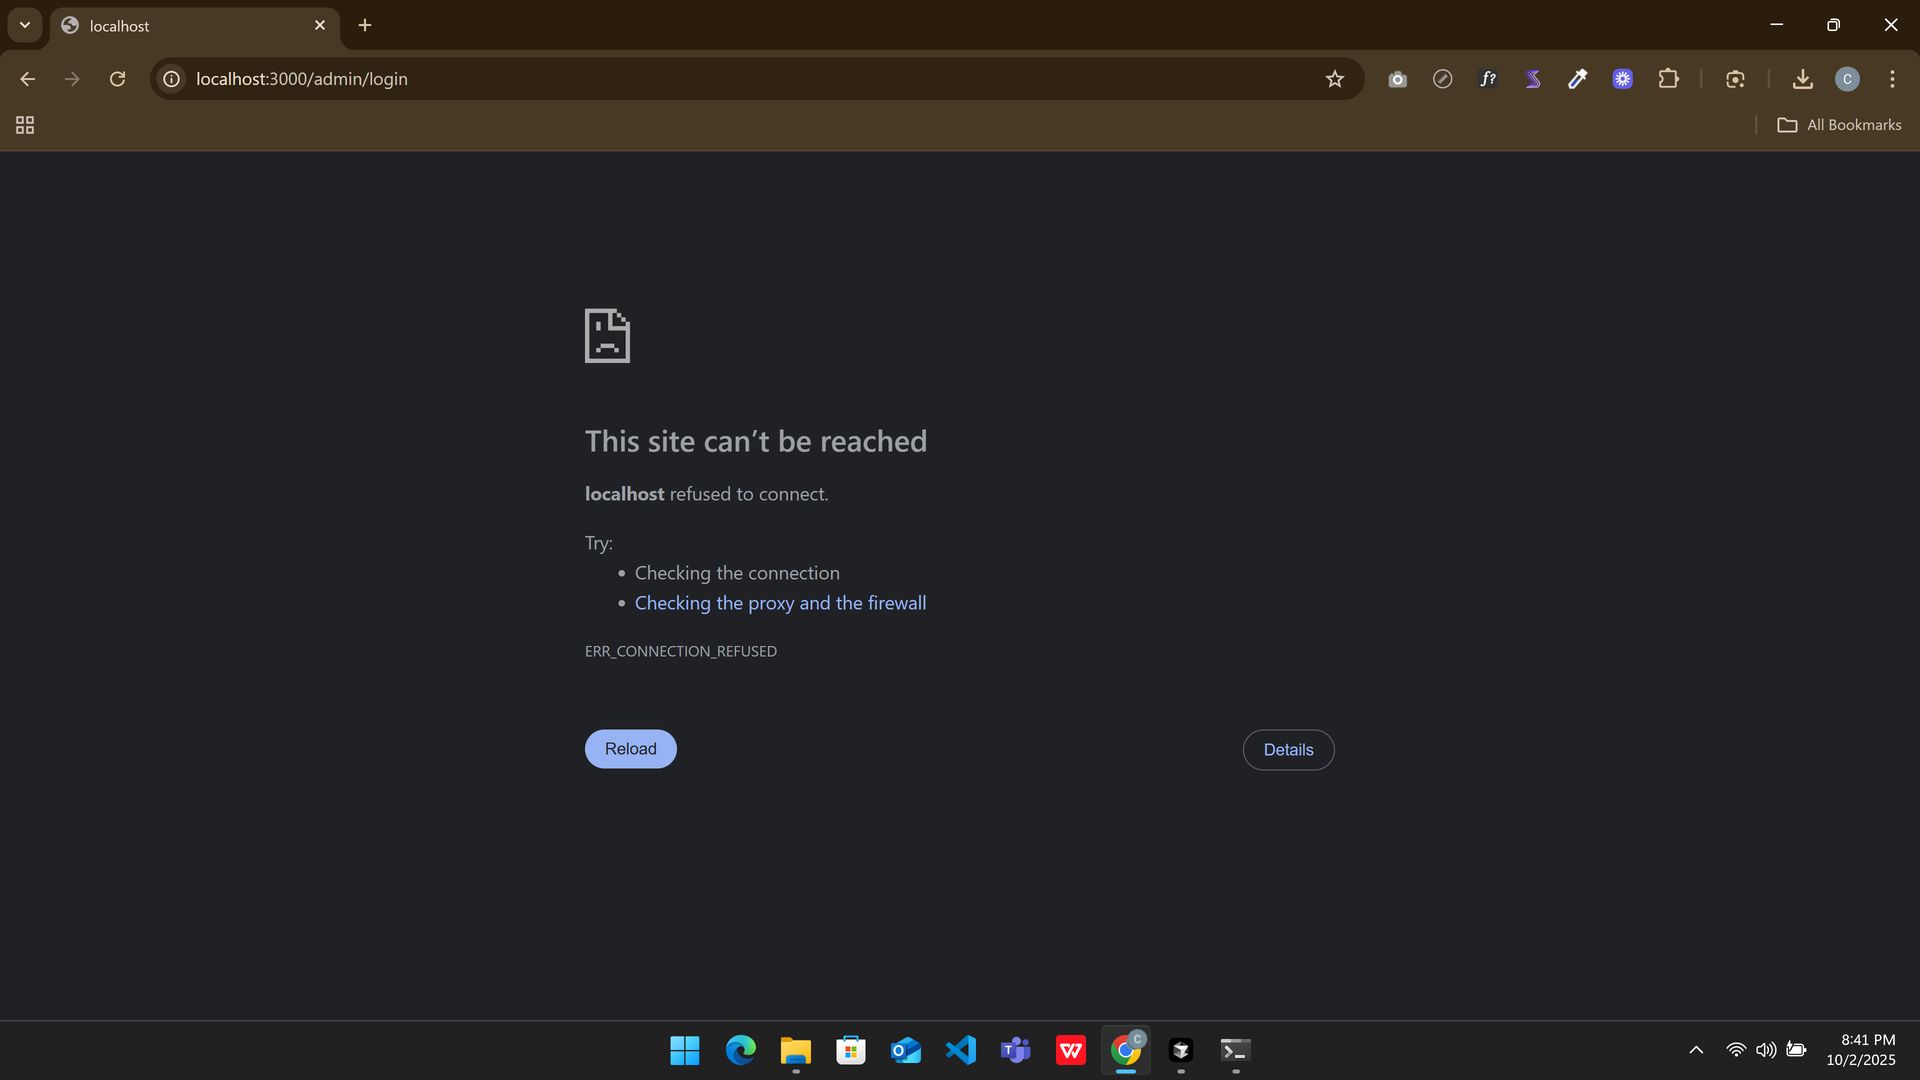 localhost
localhost:3000/admin/login
f?
C
All Bookmarks
This site can’t be reached
localhost refused to connect.
Try:
Checking the connection
Checking the proxy and the firewall
ERR_CONNECTION_REFUSED
Reload
Details
C
8:41 PM
10/2/2025